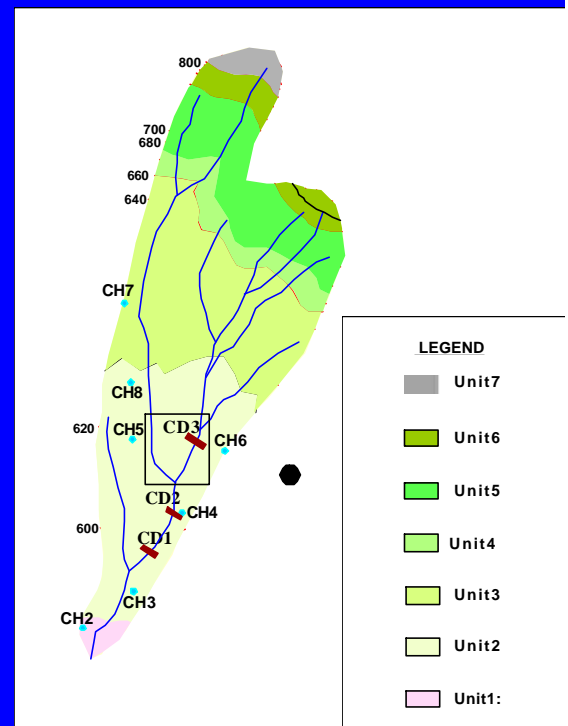 800
700
680
660
640
CH7
CH8
620
CH5
CD3
CH6
CD2
CH4
600
CD1
CH3
CH2
LEGEND
Unit7
Unit6
Unit5
Unit4
Unit3
Unit2
Unit1: